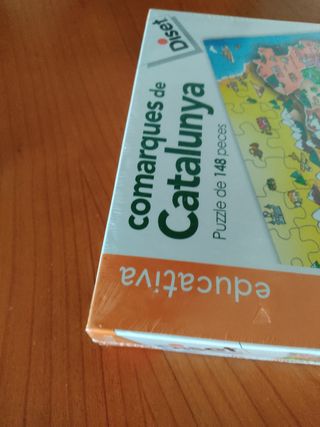 Diset
comarques de
Catalunya
Puzzle de 148 peces
educativa